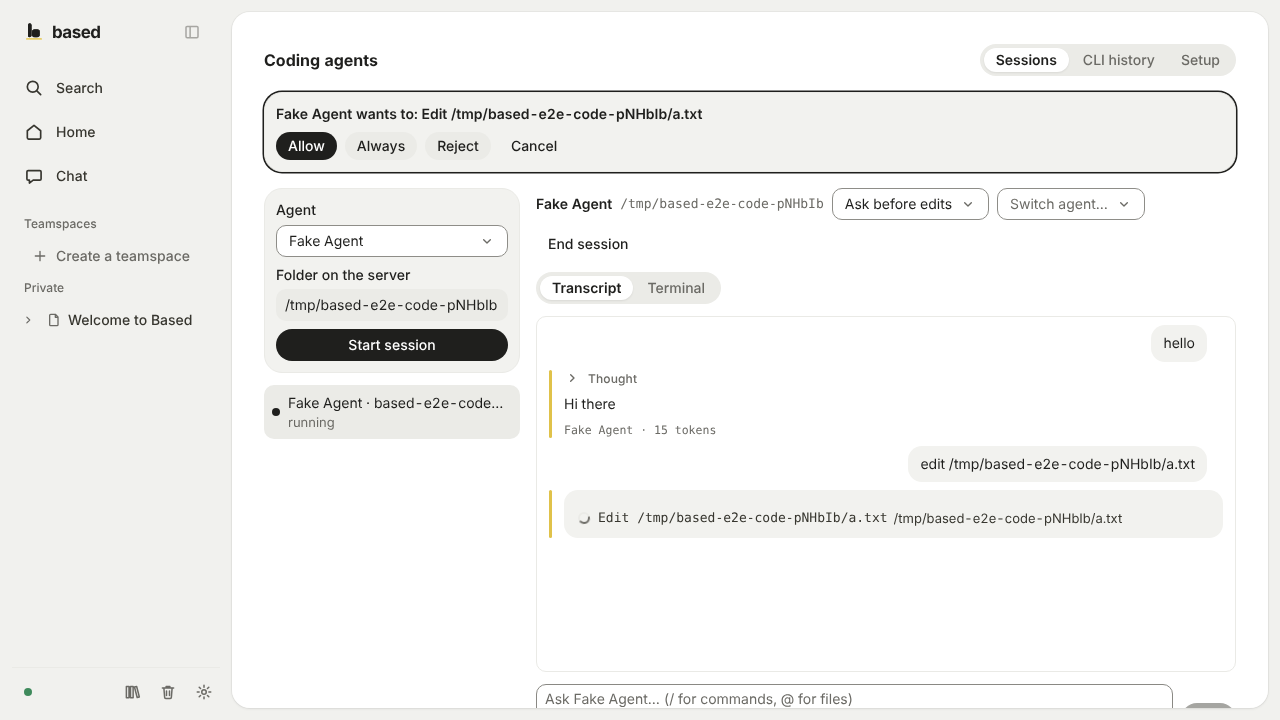 based
Search
Home
Chat
Teamspaces
Create a teamspace
Private
Welcome to Based
Coding agents
Sessions
CLI history
Setup
Fake Agent wants to: Edit /tmp/based-e2e-code-pNHbIb/a.txt
Allow
Always
Reject
Cancel
Agent
Fake Agent
Folder on the server
/tmp/based-e2e-code-pNHbIb
Start session
Fake Agent · based-e2e-code...
running
Fake Agent /tmp/based-e2e-code-pNHbIb
Ask before edits
Switch agent...
End session
Transcript
Terminal
hello
Thought
Hi there
Fake Agent · 15 tokens
edit /tmp/based-e2e-code-pNHbIb/a.txt
Edit /tmp/based-e2e-code-pNHbIb/a.txt /tmp/based-e2e-code-pNHbIb/a.txt
Ask Fake Agent... (/ for commands, @ for files)